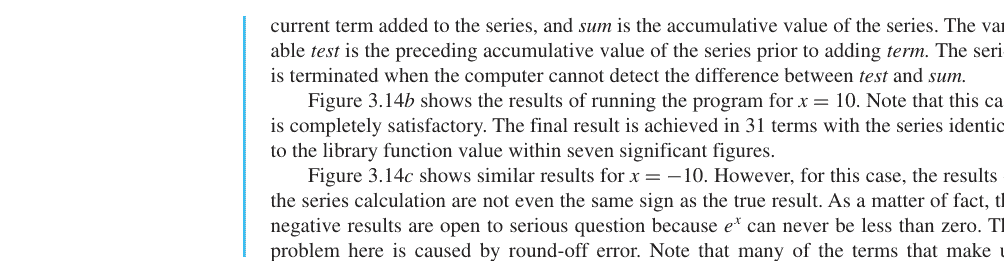 current term added to the series, and sum is the accumulative value of the series. The
able test is the preceding accumulative value of the series prior to adding term. The
is terminated when the computer cannot detect the difference between test and sum.
Figure 3.14b shows the results of running the program for x = 10. Note that this
is completely satisfactory. The final result is achieved in 31 terms with the series
to the library function value within seven significant figures.
Figure 3.14c shows similar results for x = −10. However, for this case, the results
the series calculation are not even the same sign as the true result. As a matter of fact,
negative results are open to serious question because eˣ can never be less than zero.
problem here is caused by round-off error. Note that many of the terms that make